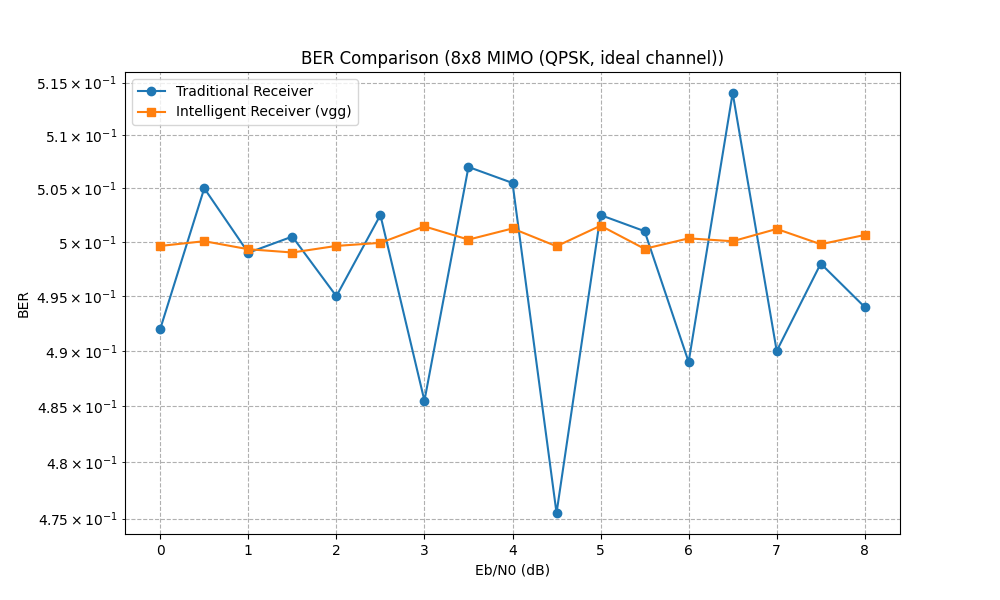 BER Comparison (8x8 MIMO (QPSK, ideal channel))
Traditional Receiver
Intelligent Receiver (vgg)
BER
5.15 × 10⁻¹
5.1 × 10⁻¹
5.05 × 10⁻¹
5 × 10⁻¹
4.95 × 10⁻¹
4.9 × 10⁻¹
4.85 × 10⁻¹
4.8 × 10⁻¹
4.75 × 10⁻¹
0 1 2 3 4 5 6 7 8
Eb/N0 (dB)